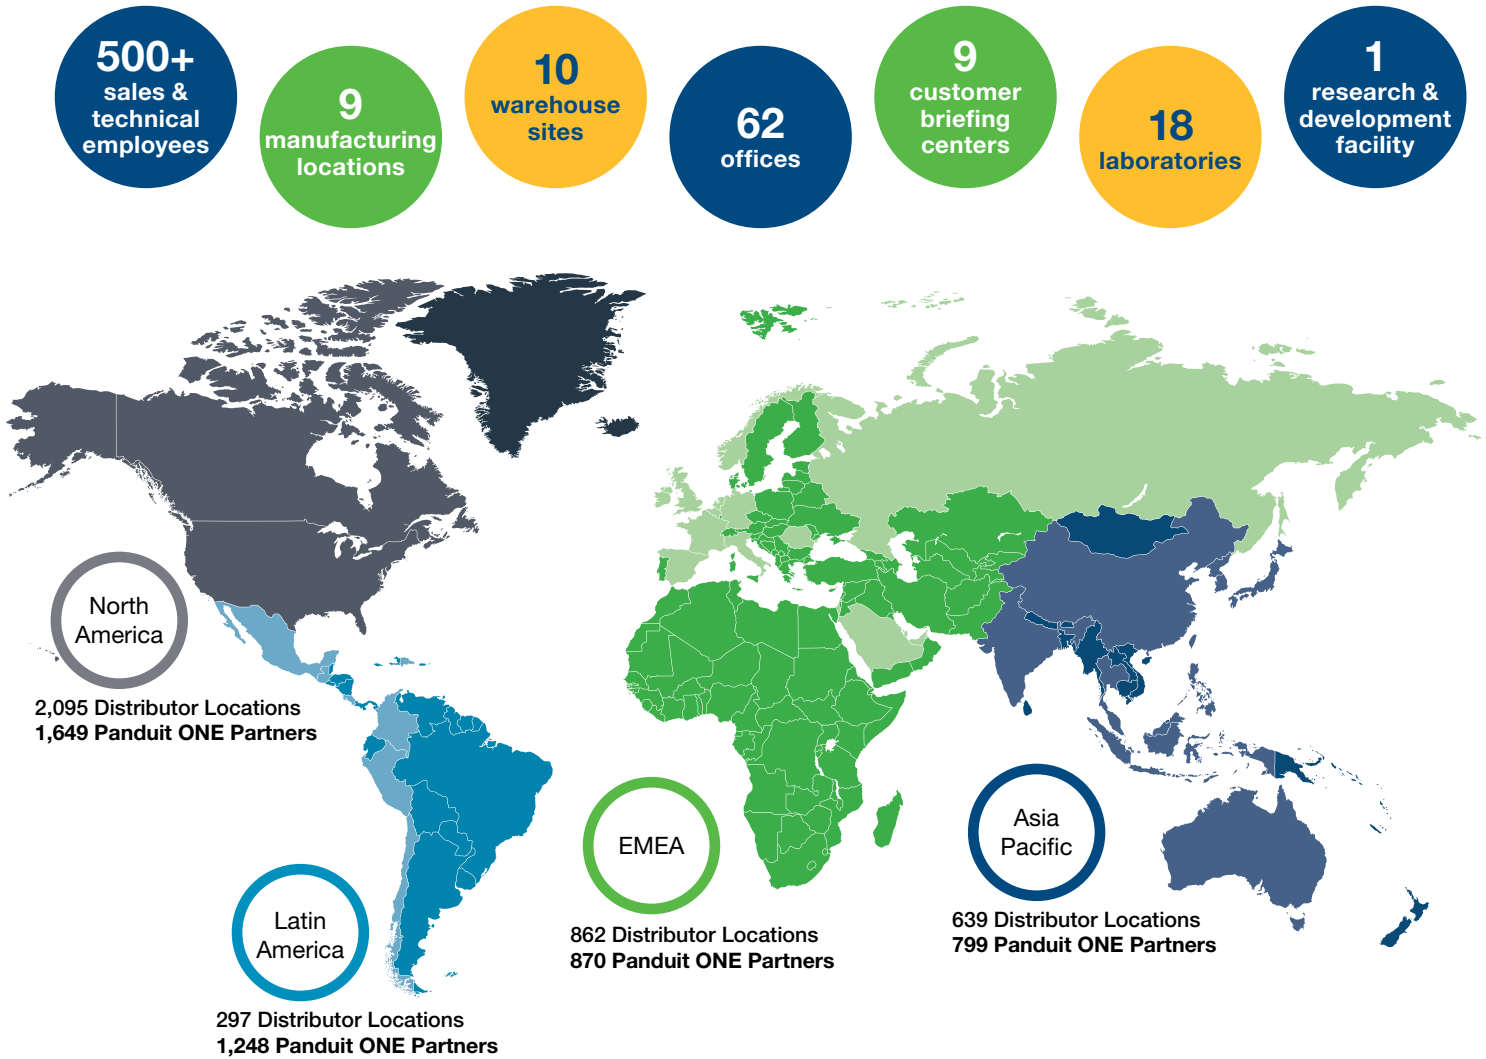 500+
sales &
technical
employees
9
manufacturing
locations
10
warehouse
sites
62
offices
9
customer
briefing
centers
18
laboratories
1
research &
development
facility
North
America
2,095 Distributor Locations
1,649 Panduit ONE Partners
Latin
America
297 Distributor Locations
1,248 Panduit ONE Partners
EMEA
862 Distributor Locations
870 Panduit ONE Partners
Asia
Pacific
639 Distributor Locations
799 Panduit ONE Partners